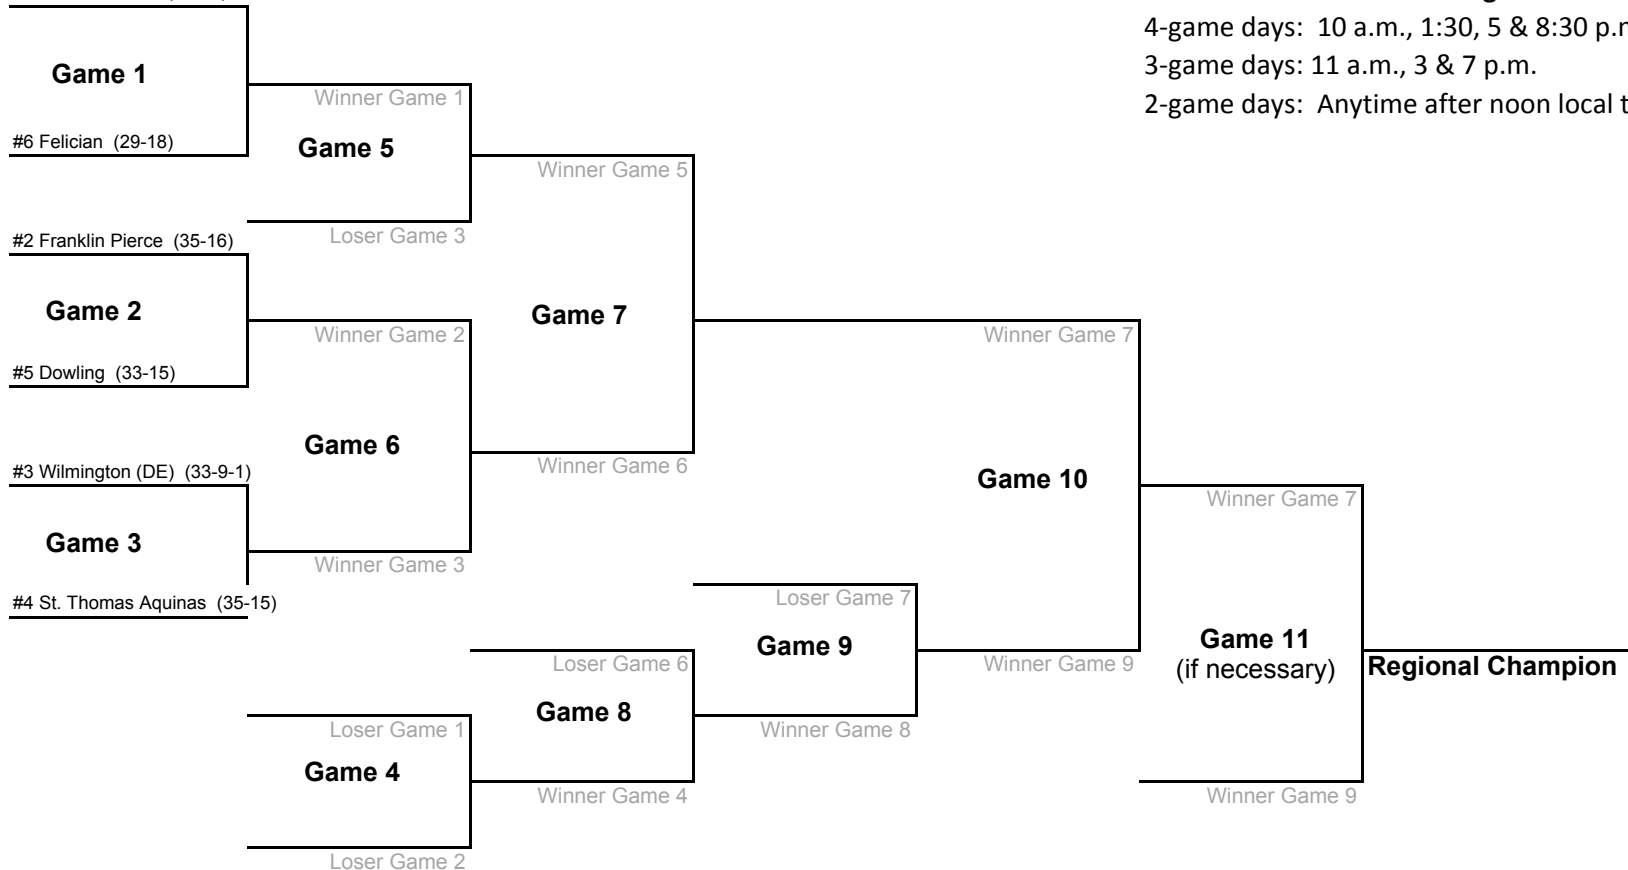 4-game days: 10 a.m., 1:30, 5 & 8:30
3-game days: 11 a.m., 3 & 7 p.m.
2-game days: Anytime after noon local
Game 1
Winner Game 1
#6 Felician (29-18)
Game 5
Winner Game 5
#2 Franklin Pierce (35-16)
Loser Game 3
Game 2
Winner Game 2
Game 7
Winner Game 7
#5 Dowling (33-15)
Game 6
#3 Wilmington (DE) (33-9-1)
Winner Game 6
Game 10
Winner Game 7
Game 3
Winner Game 3
#4 St. Thomas Aquinas (35-15)
Loser Game 7
Game 9
Game 11
(if necessary)
Loser Game 6
Winner Game 9
Regional Champion
Game 8
Loser Game 1
Winner Game 8
Game 4
Winner Game 4
Winner Game 9
Loser Game 2